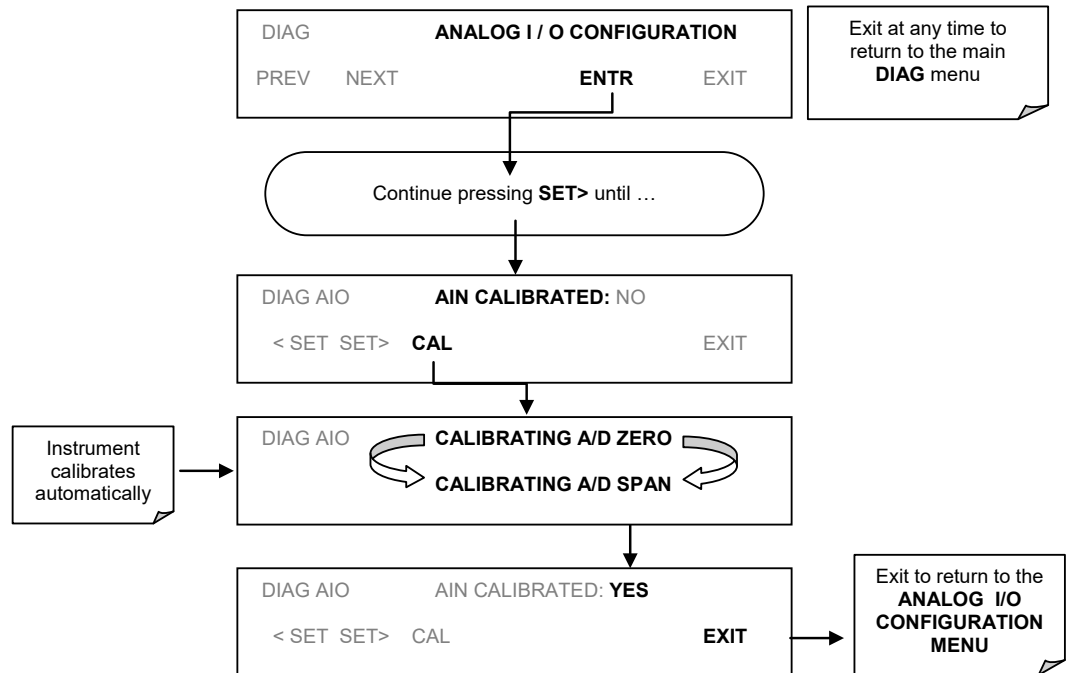 DIAG ANALOG I / O CONFIGURATION
PREV NEXT ENTR EXIT
Exit at any time to
return to the main
DIAG menu
Continue pressing SET> until …
DIAG AIO AIN CALIBRATED: NO
< SET SET> CAL EXIT
Instrument
calibrates
automatically
DIAG AIO CALIBRATING A/D ZERO
CALIBRATING A/D SPAN
DIAG AIO AIN CALIBRATED: YES
< SET SET> CAL EXIT
Exit to return to the
ANALOG I/O
CONFIGURATION
MENU